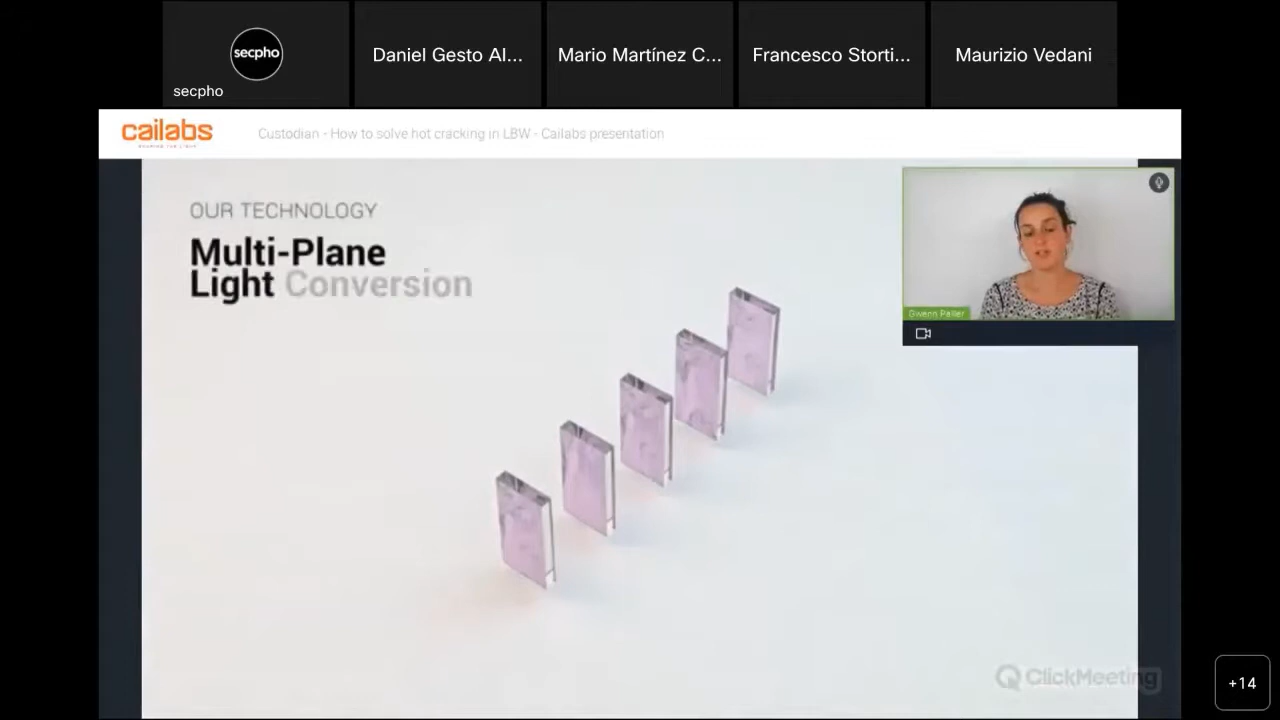 secpho
secpho
Daniel Gesto Al...
Mario Martínez C...
Francesco Storti...
Maurizio Vedani
cailabs
Custodian - How to solve hot cracking in LBW - Cailabs presentation
OUR TECHNOLOGY
Multi-Plane
Light Conversion
Gwenn Pallier
ClickMeeting
+14